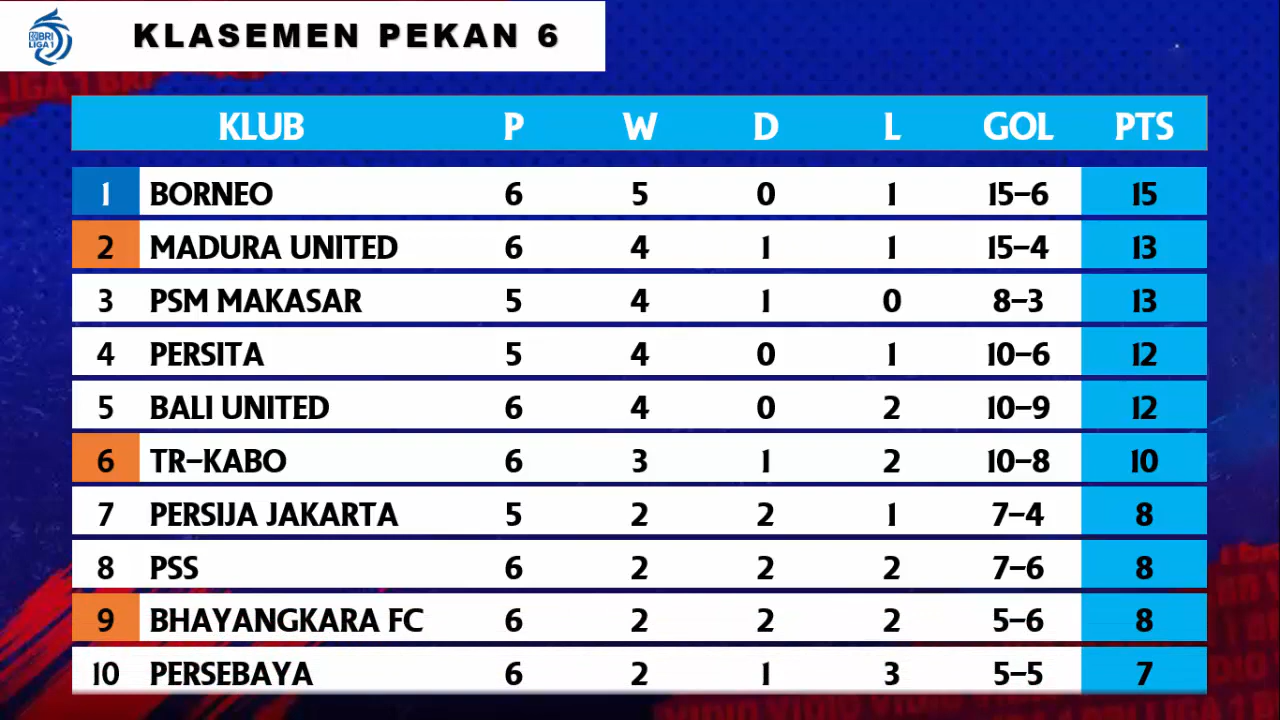 BRI
LIGA 1
KLASEMEN PEKAN 6
KLUB P W D L GOL PTS
1 BORNEO 6 5 0 1 15-6 15
2 MADURA UNITED 6 4 1 1 15-4 13
3 PSM MAKASAR 5 4 1 0 8-3 13
4 PERSITA 5 4 0 1 10-6 12
5 BALI UNITED 6 4 0 2 10-9 12
6 TR-KABO 6 3 1 2 10-8 10
7 PERSIJA JAKARTA 5 2 2 1 7-4 8
8 PSS 6 2 2 2 7-6 8
9 BHAYANGKARA FC 6 2 2 2 5-6 8
10 PERSEBAYA 6 2 1 3 5-5 7